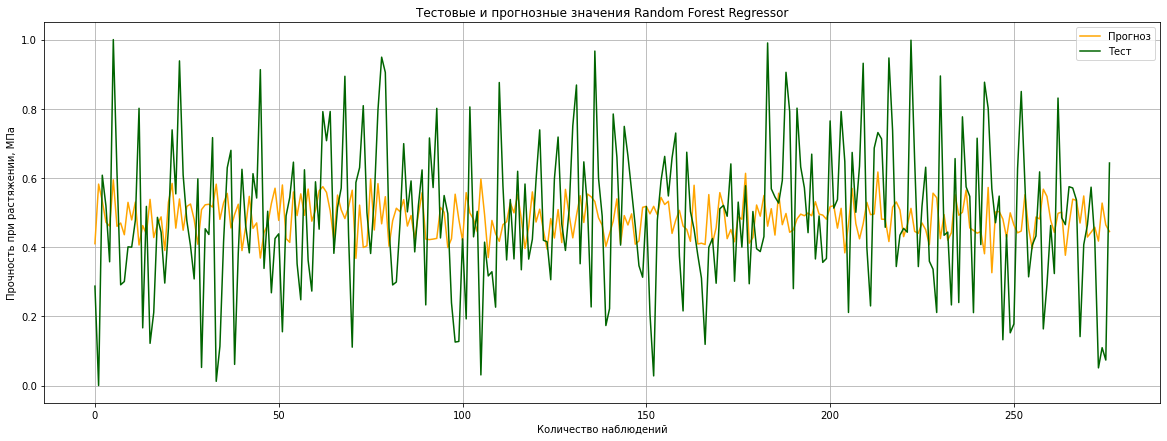 Тестовые и прогнозные значения Random Forest Regressor
Прогноз
Тест
Прочность при растяжении, МПа
1.0
0.8
0.6
0.4
0.2
0.0
0 50 100 150 200 250
Количество наблюдений